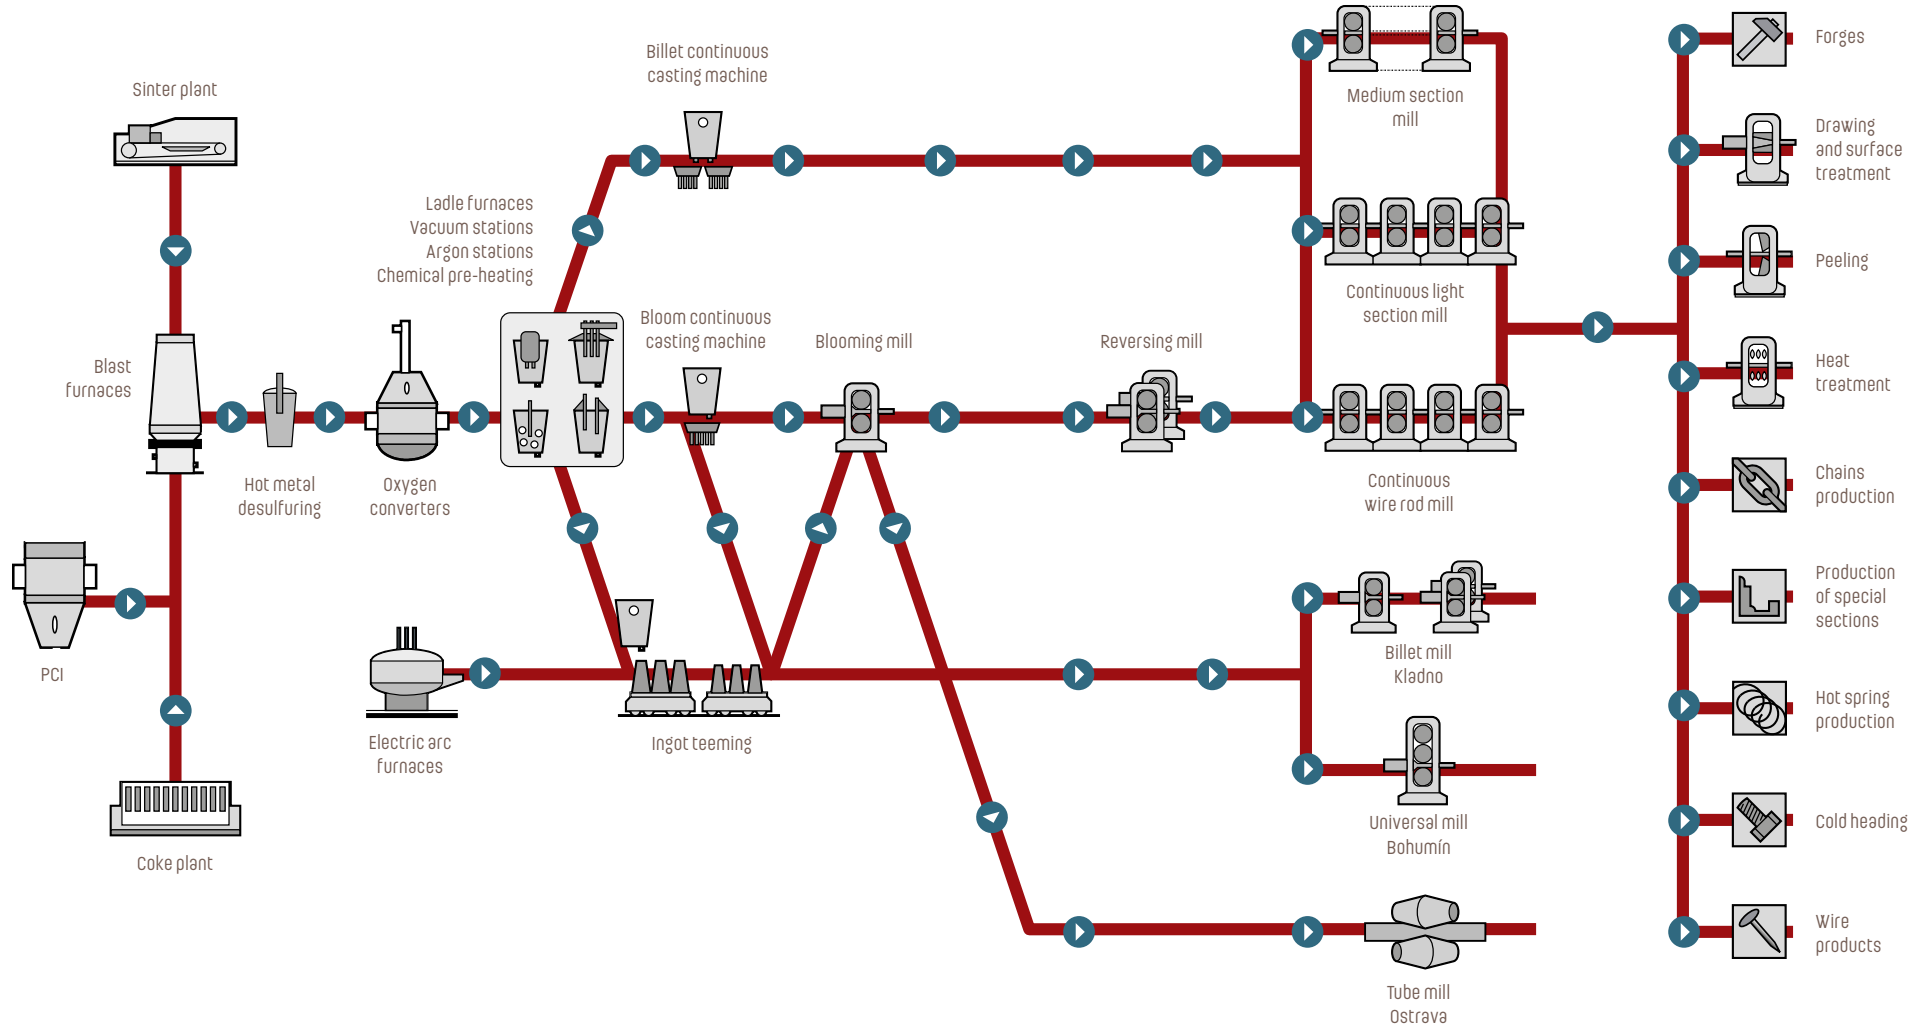 Sinter plant
Blast
furnaces
PCI
Coke plant
Hot metal
desulfuring
Oxygen
converters
Ladle furnaces
Vacuum stations
Argon stations
Chemical pre-heating
Electric arc
furnaces
Billet continuous
casting machine
Bloom continuous
casting machine
Ingot teeming
Blooming mill
Reversing mill
Medium section
mill
Continuous light
section mill
Continuous
wire rod mill
Billet mill
Kladno
Universal mill
Bohumín
Tube mill
Ostrava
Forges
Drawing
and surface
treatment
Peeling
Heat
treatment
Chains
production
Production
of special
sections
Hot spring
production
Cold heading
Wire
products